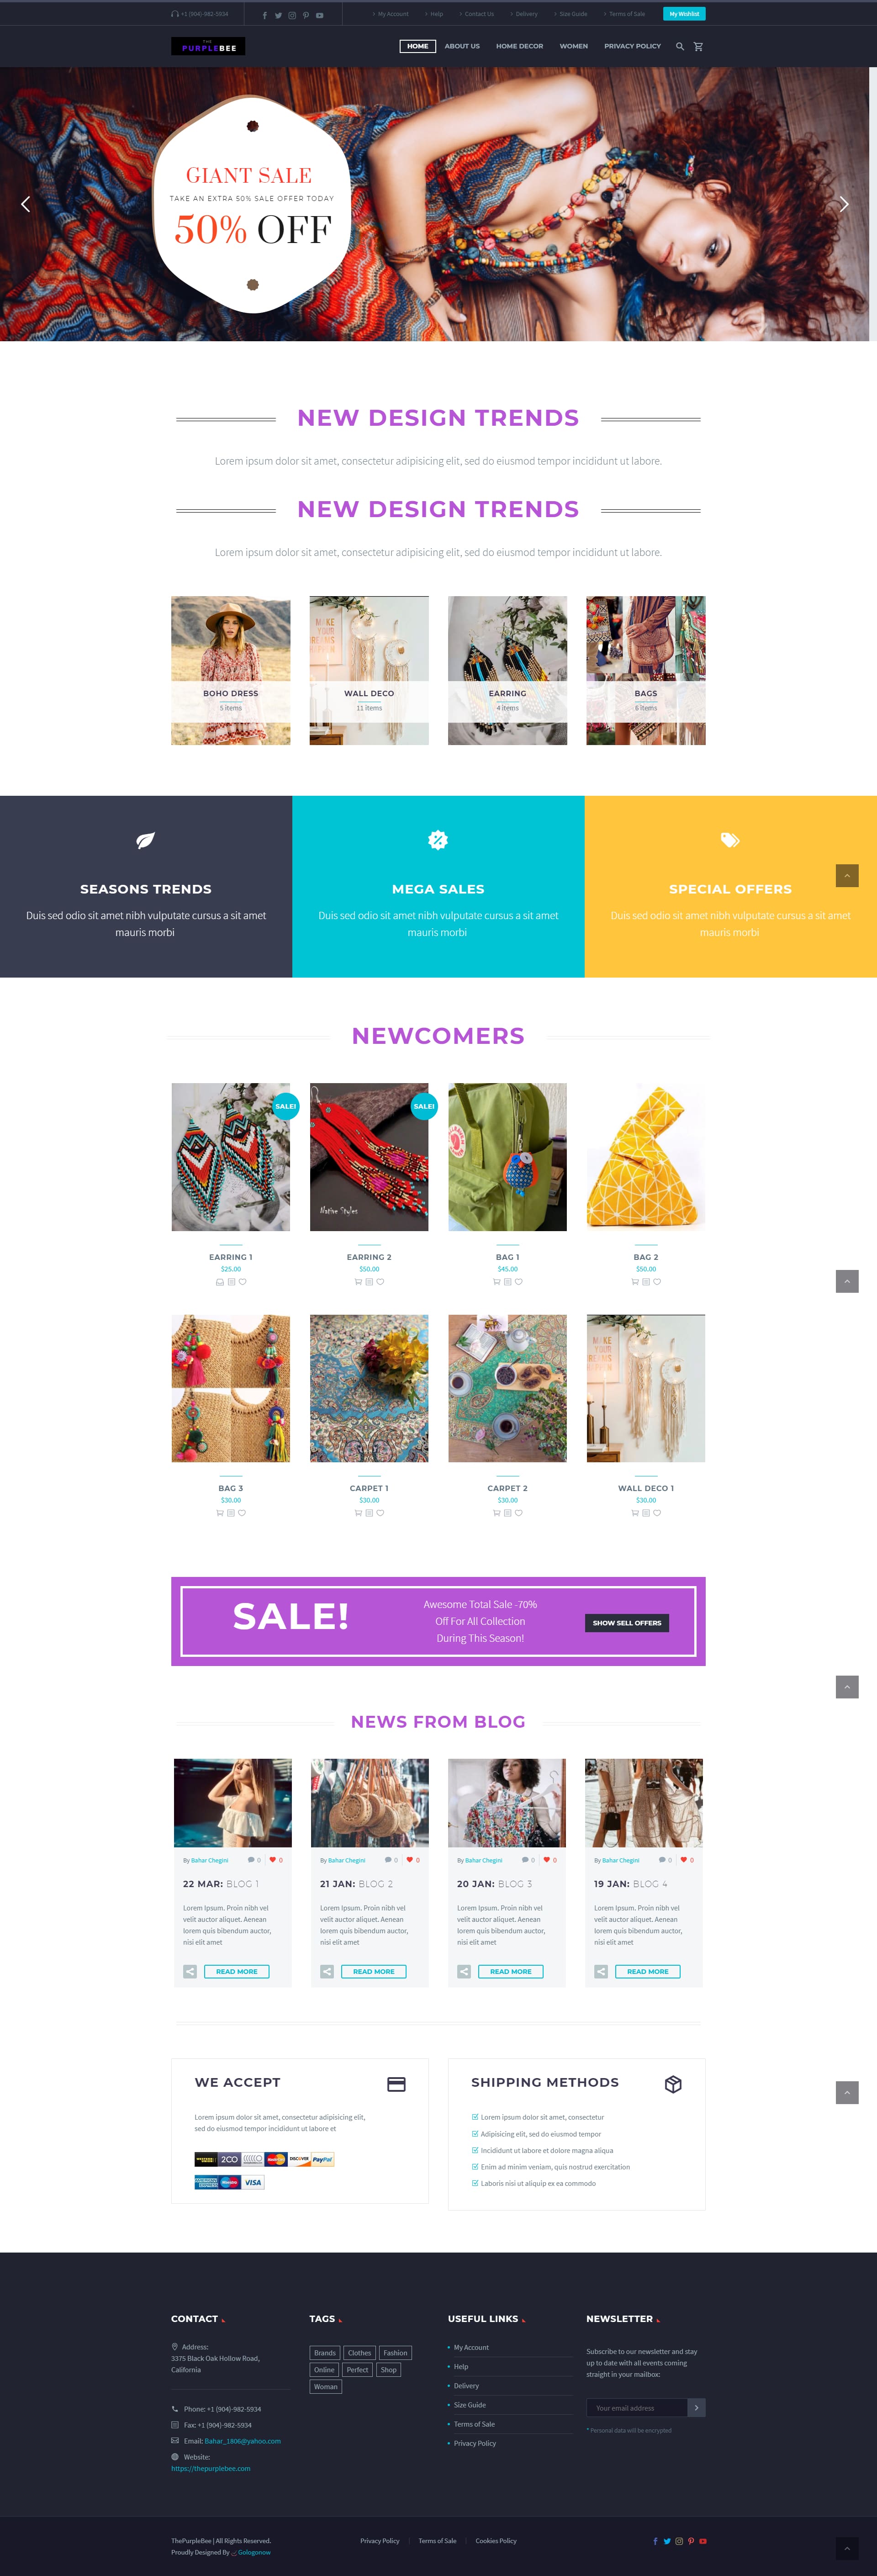 +1 (904)-982-5934
My Account
Help
Contact Us
Delivery
Size Guide
Terms of Sale
My Wishlist
THE
PURPLEBEE
HOME
ABOUT US
HOME DECOR
WOMEN
PRIVACY POLICY
GIANT SALE
TAKE AN EXTRA 50% SALE OFFER TODAY
50% OFF
NEW DESIGN TRENDS
Lorem ipsum dolor sit amet, consectetur adipisicing elit, sed do eiusmod tempor incididunt ut labore.
NEW DESIGN TRENDS
Lorem ipsum dolor sit amet, consectetur adipisicing elit, sed do eiusmod tempor incididunt ut labore.
BOHO DRESS
5 items
MAKE
YOUR
DREAMS
WALL DECO
11 items
EARRING
4 items
BAGS
6 items
SEASONS TRENDS
Duis sed odio sit amet nibh vulputate cursus a sit amet
mauris morbi
MEGA SALES
Duis sed odio sit amet nibh vulputate cursus a sit amet
mauris morbi
SPECIAL OFFERS
Duis sed odio sit amet nibh vulputate cursus a sit amet
mauris morbi
NEWCOMERS
SALE!
EARRING 1
$25.00
SALE!
Native Styles
EARRING 2
$50.00
BAG 1
$45.00
BAG 2
$50.00
BAG 3
$30.00
CARPET 1
$30.00
CARPET 2
$30.00
MAKE
YOUR
WALL DECO 1
$30.00
SALE!
Awesome Total Sale -70%
Off For All Collection
During This Season!
SHOW SELL OFFERS
NEWS FROM BLOG
By Bahar Chegini
0
0
22 MAR: BLOG 1
Lorem Ipsum. Proin nibh vel
velit auctor aliquet. Aenean
lorem quis bibendum auctor,
nisi elit amet
READ MORE
By Bahar Chegini
0
0
21 JAN: BLOG 2
Lorem Ipsum. Proin nibh vel
velit auctor aliquet. Aenean
lorem quis bibendum auctor,
nisi elit amet
READ MORE
By Bahar Chegini
0
0
20 JAN: BLOG 3
Lorem Ipsum. Proin nibh vel
velit auctor aliquet. Aenean
lorem quis bibendum auctor,
nisi elit amet
READ MORE
By Bahar Chegini
0
0
19 JAN: BLOG 4
Lorem Ipsum. Proin nibh vel
velit auctor aliquet. Aenean
lorem quis bibendum auctor,
nisi elit amet
READ MORE
WE ACCEPT
Lorem ipsum dolor sit amet, consectetur adipisicing elit,
sed do eiusmod tempor incididunt ut labore et
2CO
MasterCard
DISCOVER
PayPal
Maestro
VISA
SHIPPING METHODS
Lorem ipsum dolor sit amet, consectetur
Adipisicing elit, sed do eiusmod tempor
Incididunt ut labore et dolore magna aliqua
Enim ad minim veniam, quis nostrud exercitation
Laboris nisi ut aliquip ex ea commodo
CONTACT
Address:
3375 Black Oak Hollow Road,
California
Phone: +1 (904)-982-5934
Fax: +1 (904)-982-5934
Email: Bahar_1806@yahoo.com
Website:
https://thepurplebee.com
TAGS
Brands
Clothes
Fashion
Online
Perfect
Shop
Woman
USEFUL LINKS
My Account
Help
Delivery
Size Guide
Terms of Sale
Privacy Policy
NEWSLETTER
Subscribe to our newsletter and stay
up to date with all events coming
straight in your mailbox:
Your email address
* Personal data will be encrypted
ThePurpleBee | All Rights Reserved.
Proudly Designed By Gologonow
Privacy Policy
Terms of Sale
Cookies Policy